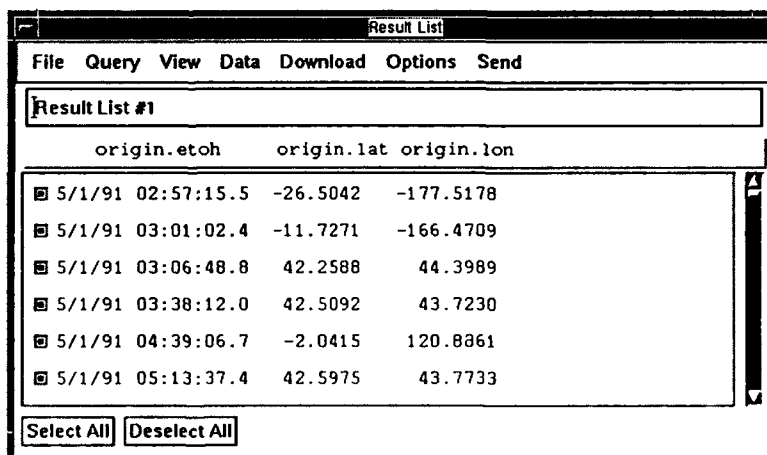 Result List
File Query View Data Download Options Send
Result List #1
origin.etoh origin.lat origin.lon
5/1/91 02:57:15.5 -26.5042 -177.5178
5/1/91 03:01:02.4 -11.7271 -166.4709
5/1/91 03:06:48.8 42.2588 44.3989
5/1/91 03:38:12.0 42.5092 43.7230
5/1/91 04:39:06.7 -2.0415 120.8861
5/1/91 05:13:37.4 42.5975 43.7733
Select All Deselect All